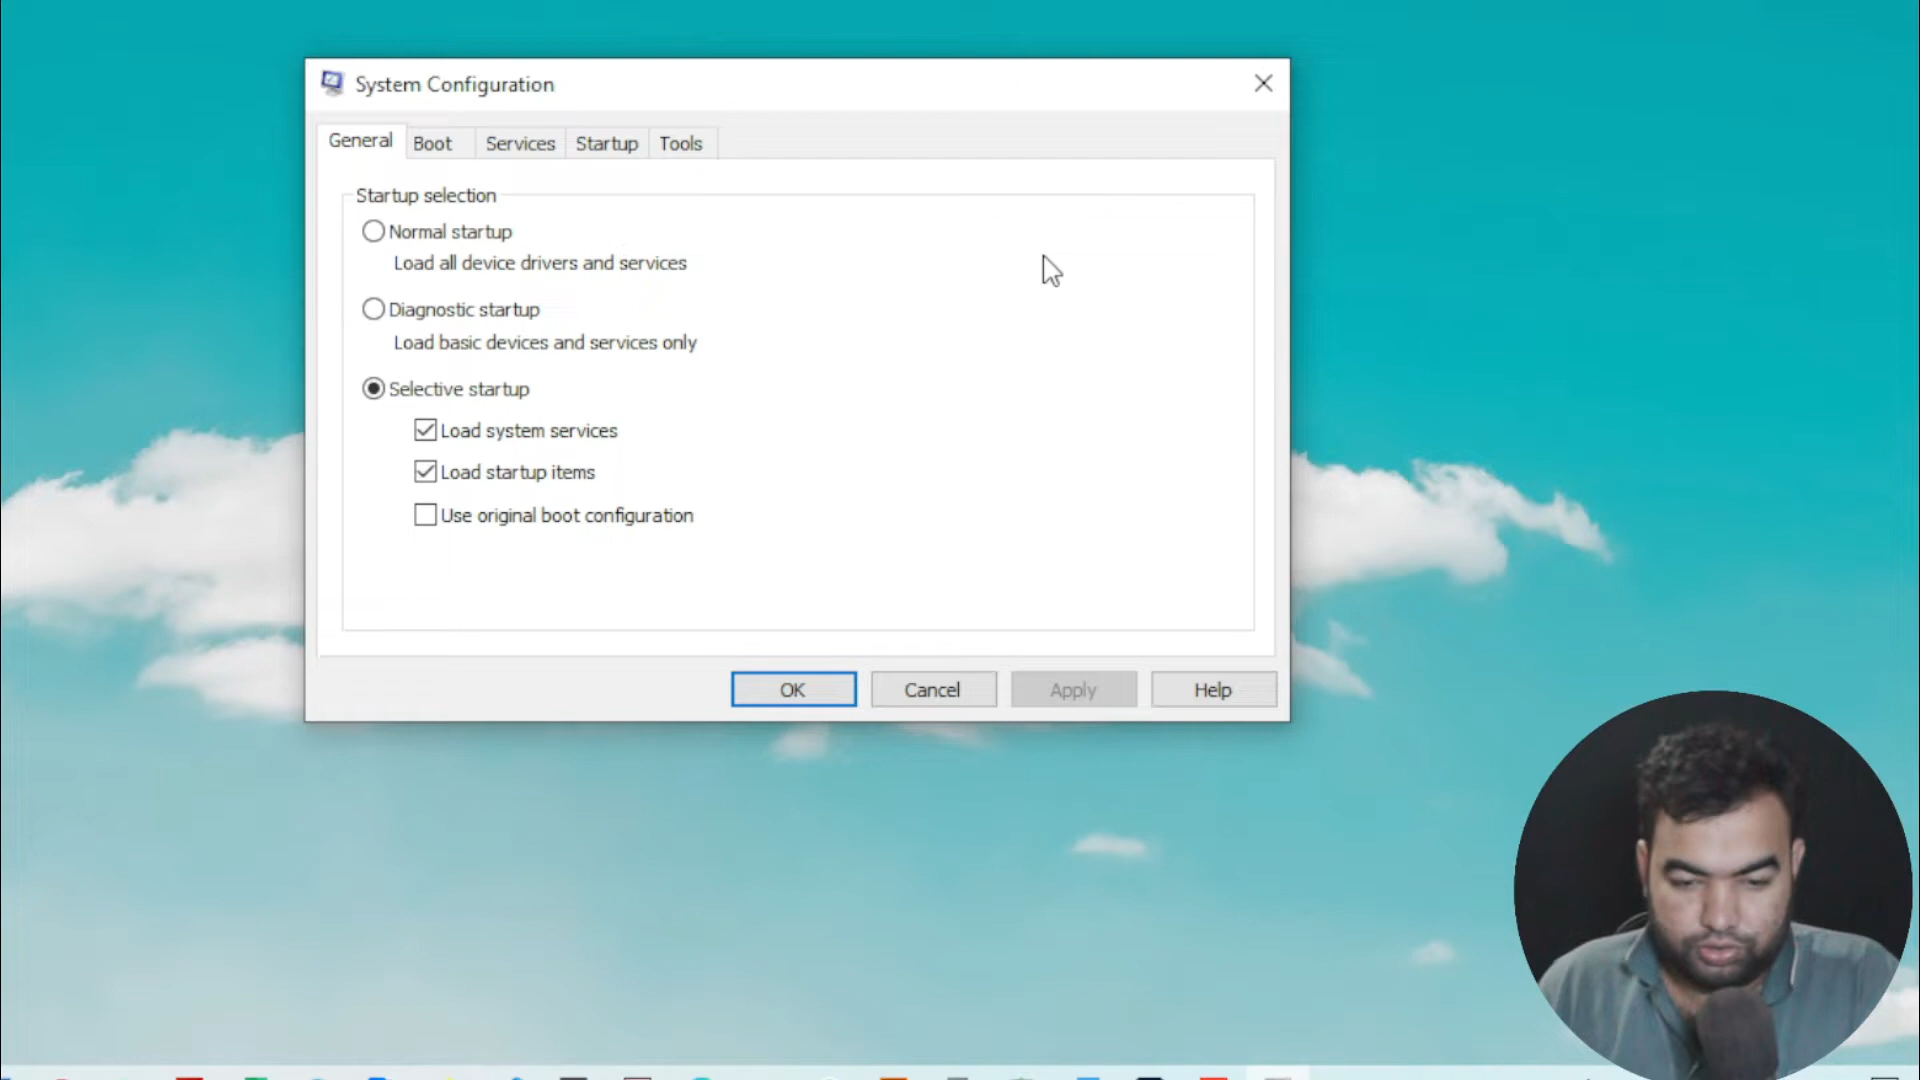 System Configuration
General Boot Services Startup Tools
Startup selection
Normal startup
Load all device drivers and services
Diagnostic startup
Load basic devices and services only
Selective startup
Load system services
Load startup items
Use original boot configuration
OK Cancel Apply Help